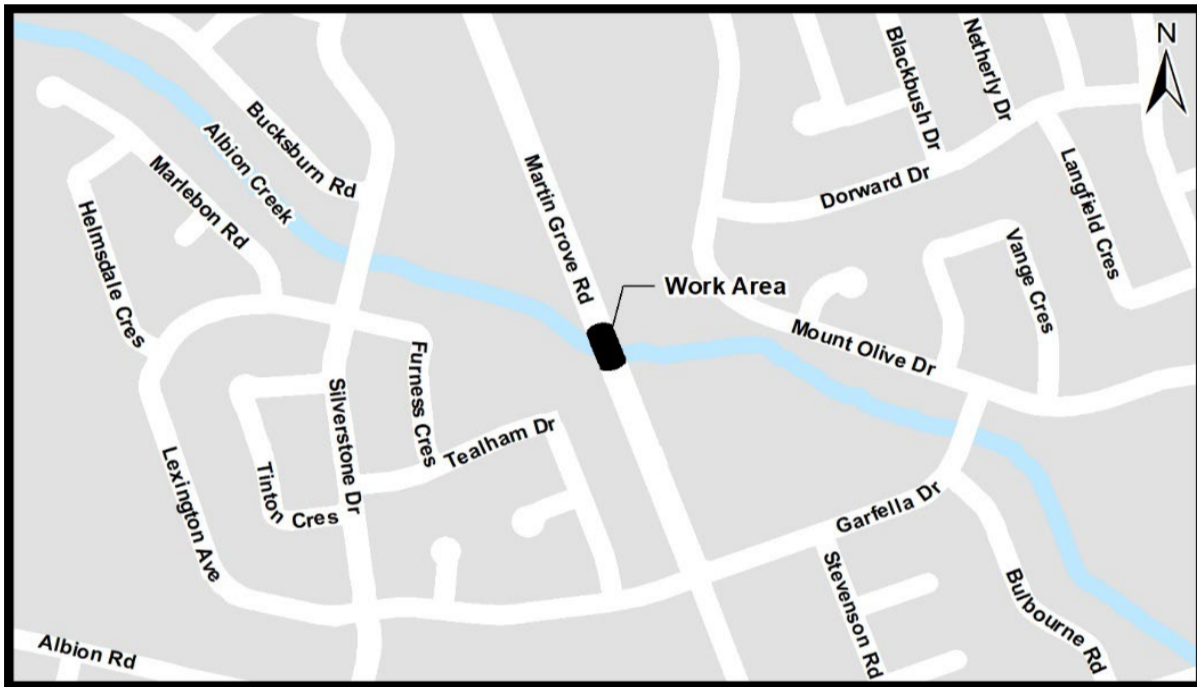 N
Blackbush Dr
Netherly Dr
Bucksburn Rd
Albion Creek
Marlebon Rd
Martin Grove Rd
Dorward Dr
Langfield Cres
Helmsdale Cres
Vange Cres
Work Area
Mount Olive Dr
Furness Cres
Silverstone Dr
Tealham Dr
Lexington Ave
Tinton Cres
Garfella Dr
Stevenson Rd
Bulbourne Rd
Albion Rd